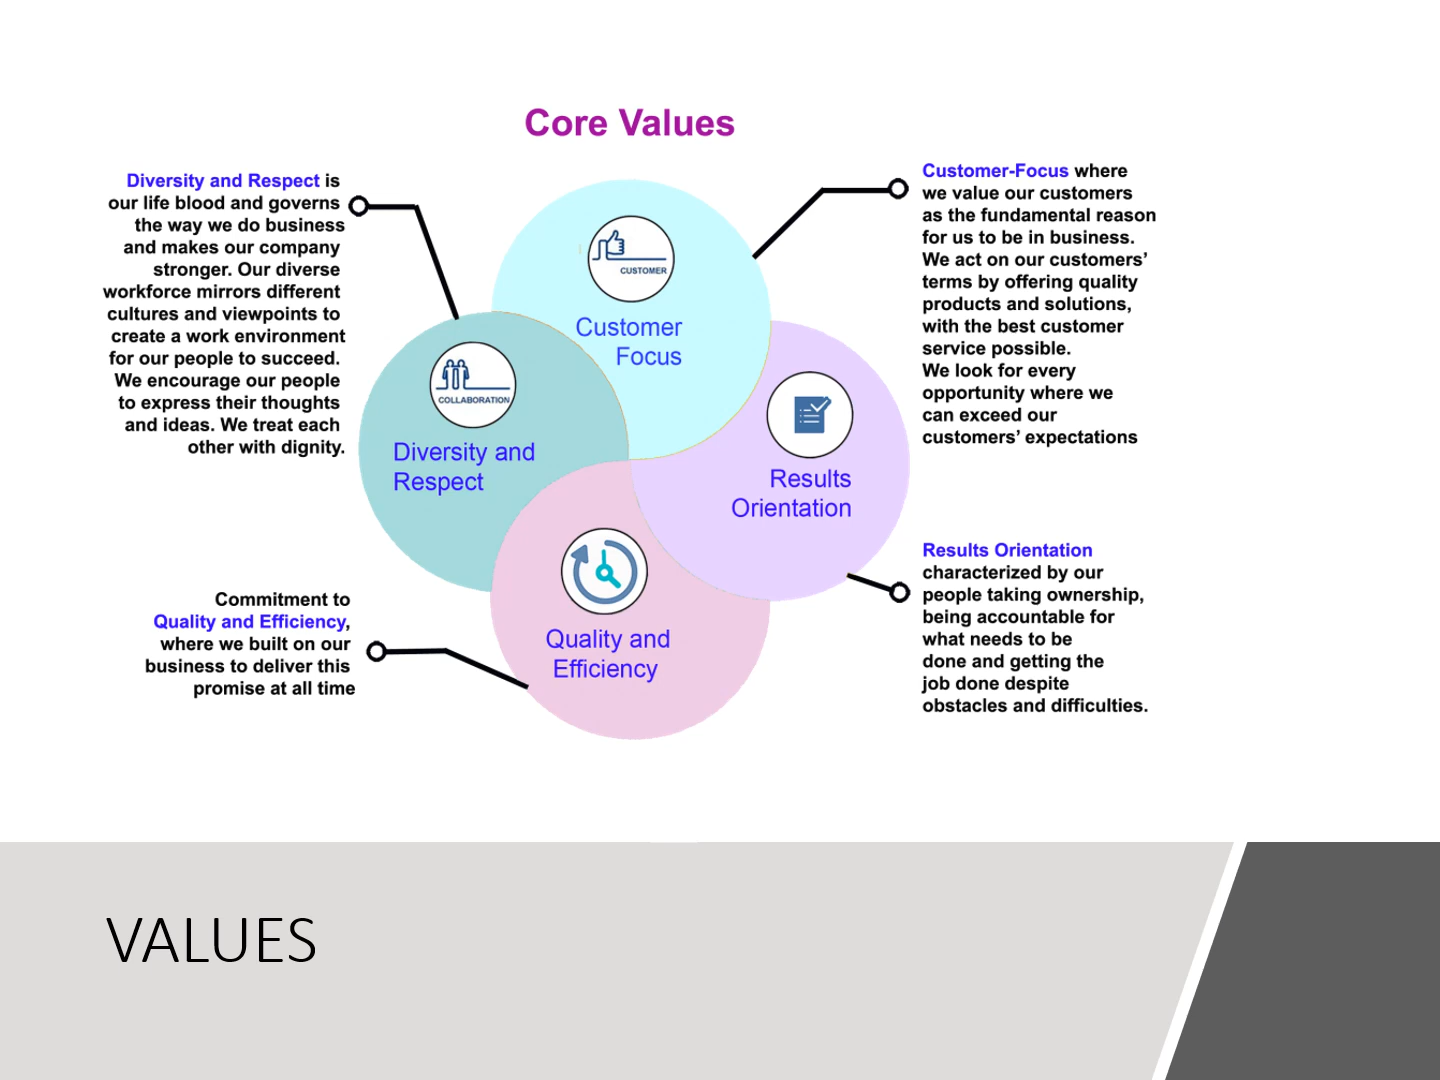 Core Values
Diversity and Respect is
our life blood and governs
the way we do business
and makes our company
stronger. Our diverse
workforce mirrors different
cultures and viewpoints to
create a work environment
for our people to succeed.
We encourage our people
to express their thoughts
and ideas. We treat each
other with dignity.
Customer-Focus where
we value our customers
as the fundamental reason
for us to be in business.
We act on our customers’
terms by offering quality
products and solutions,
with the best customer
service possible.
We look for every
opportunity where we
can exceed our
customers’ expectations
CUSTOMER
Customer
Focus
COLLABORATION
Diversity and
Respect
Results
Orientation
Quality and
Efficiency
Commitment to
Quality and Efficiency,
where we built on our
business to deliver this
promise at all time
Results Orientation
characterized by our
people taking ownership,
being accountable for
what needs to be
done and getting the
job done despite
obstacles and difficulties.
VALUES